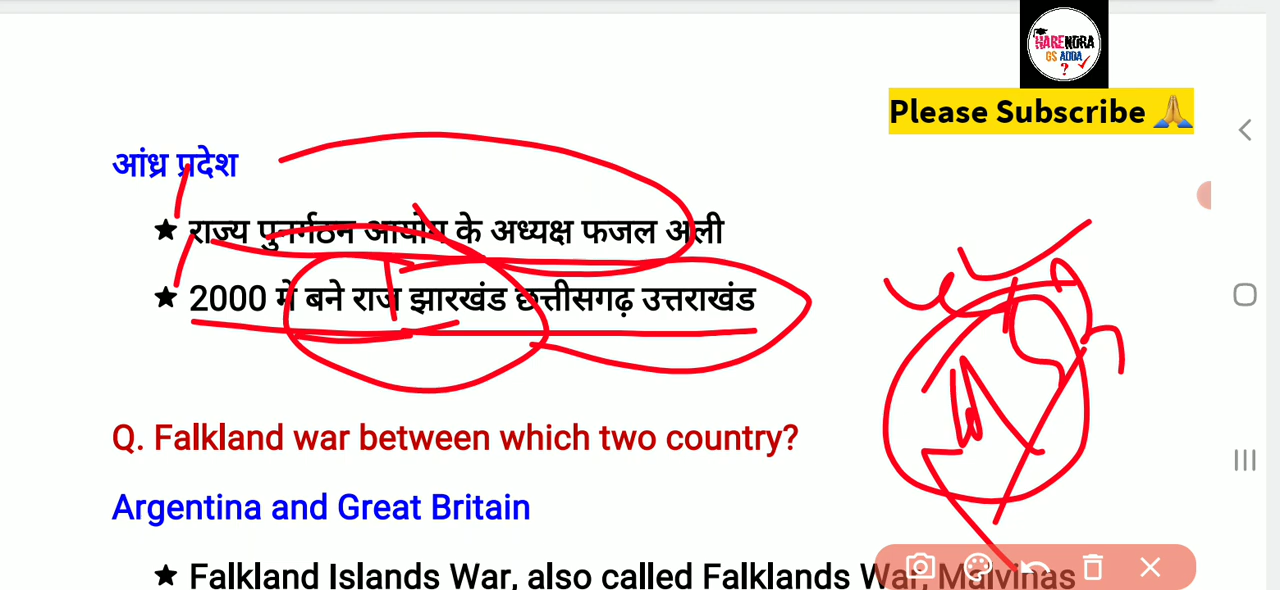 HARENDRA
GS ADDA
?
Please Subscribe 🙏
आंध्र प्रदेश
★ राज्य पुनर्गठन आयोग के अध्यक्ष फजल अली
★ 2000 मे बने राज झारखंड छत्तीसगढ़ उत्तराखंड
Q. Falkland war between which two country?
Argentina and Great Britain
★ Falkland Islands War, also called Falklands War, Malvinas